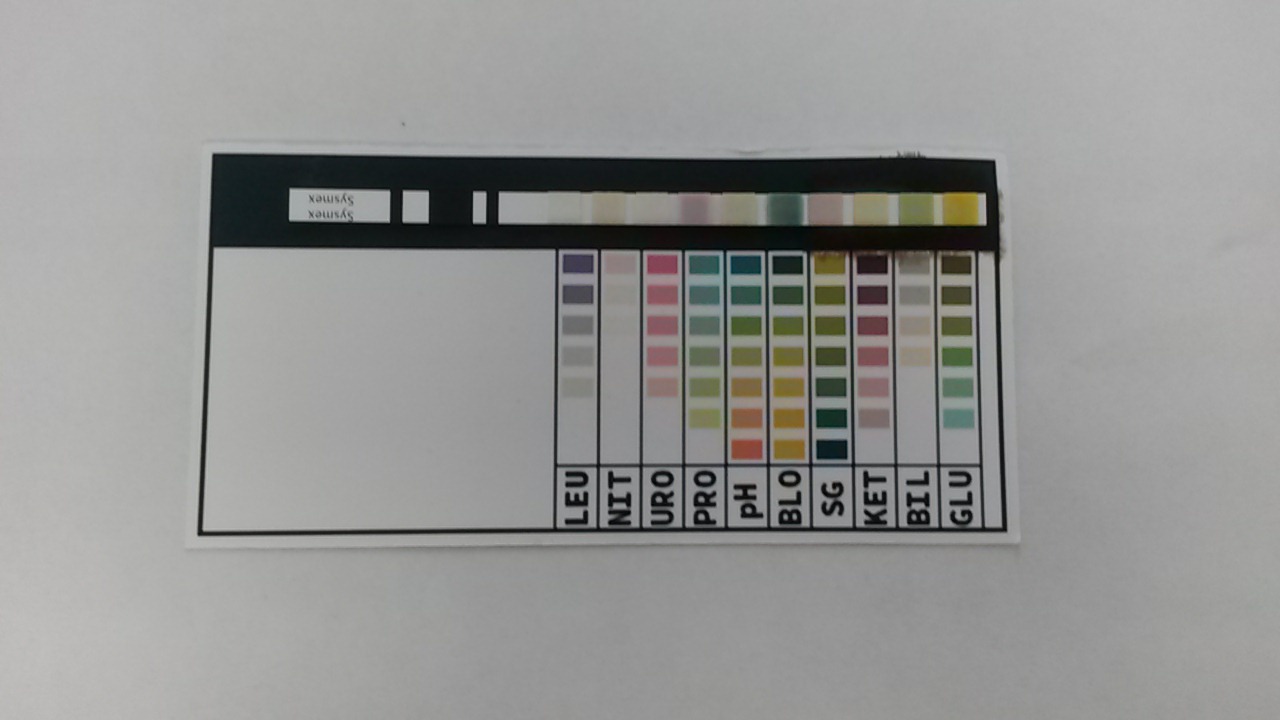 Sysmex
Sysmex
LEU
NIT
URO
PRO
pH
BLO
SG
KET
BIL
GLU